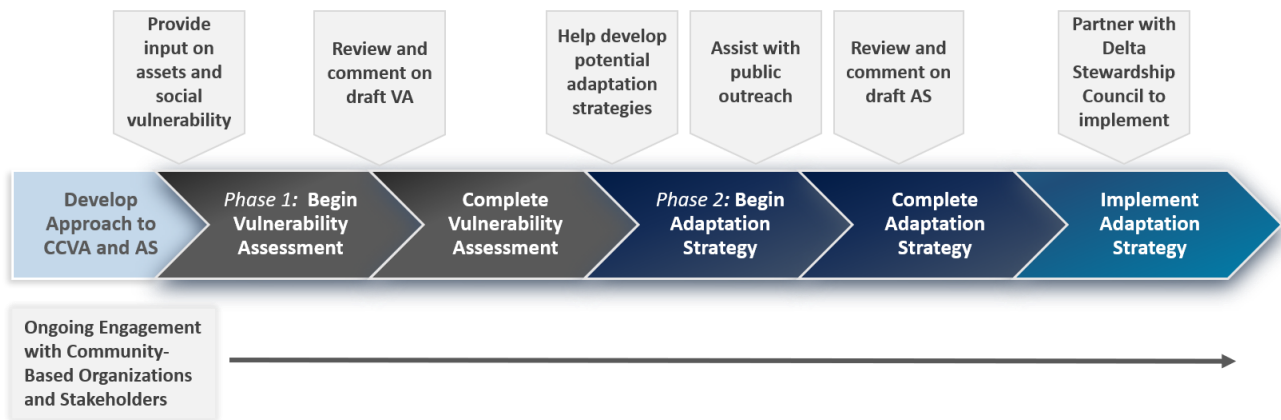 Provide
input on
assets and
social
vulnerability
Review and
comment on
draft VA
Help develop
potential
adaptation
strategies
Assist with
public
outreach
Review and
comment on
draft AS
Partner with
Delta
Stewardship
Council to
implement
Develop
Approach to
CCVA and AS
Phase 1: Begin
Vulnerability
Assessment
Complete
Vulnerability
Assessment
Phase 2: Begin
Adaptation
Strategy
Complete
Adaptation
Strategy
Implement
Adaptation
Strategy
Ongoing Engagement
with Community-
Based Organizations
and Stakeholders